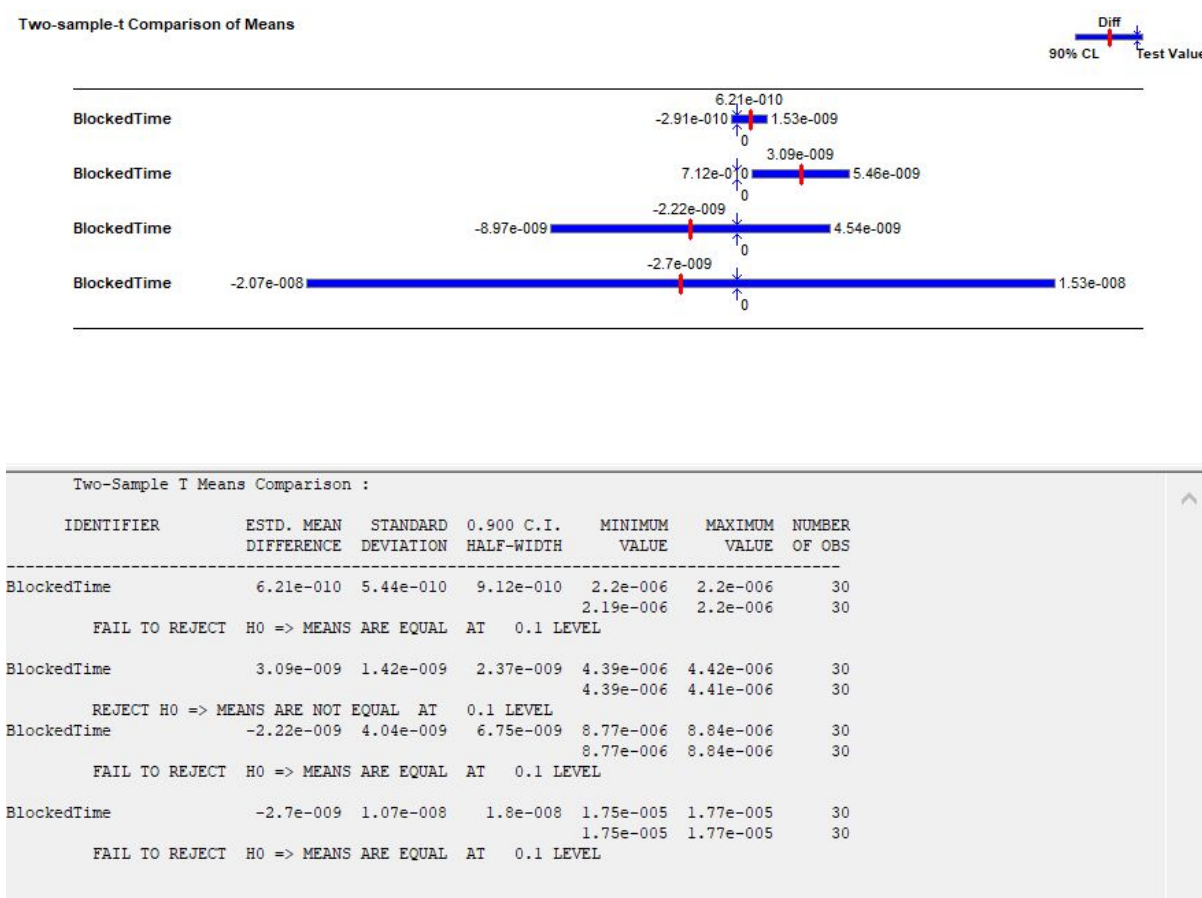 Two-sample-t Comparison of Means
Diff
90% CL Test Value
6.21e-010
BlockedTime -2.91e-010 1.53e-009
0
3.09e-009
BlockedTime 7.12e-010 5.46e-009
0
-2.22e-009
BlockedTime -8.97e-009 4.54e-009
0
-2.7e-009
BlockedTime -2.07e-008 1.53e-008
0
Two-Sample T Means Comparison :
IDENTIFIER ESTD. MEAN STANDARD 0.900 C.I. MINIMUM MAXIMUM NUMBER
DIFFERENCE DEVIATION HALF-WIDTH VALUE VALUE OF OBS
BlockedTime 6.21e-010 5.44e-010 9.12e-010 2.2e-006 2.2e-006 30
2.19e-006 2.2e-006 30
FAIL TO REJECT H0 => MEANS ARE EQUAL AT 0.1 LEVEL
BlockedTime 3.09e-009 1.42e-009 2.37e-009 4.39e-006 4.42e-006 30
4.39e-006 4.41e-006 30
REJECT H0 => MEANS ARE NOT EQUAL AT 0.1 LEVEL
BlockedTime -2.22e-009 4.04e-009 6.75e-009 8.77e-006 8.84e-006 30
8.77e-006 8.84e-006 30
FAIL TO REJECT H0 => MEANS ARE EQUAL AT 0.1 LEVEL
BlockedTime -2.7e-009 1.07e-008 1.8e-008 1.75e-005 1.77e-005 30
1.75e-005 1.77e-005 30
FAIL TO REJECT H0 => MEANS ARE EQUAL AT 0.1 LEVEL